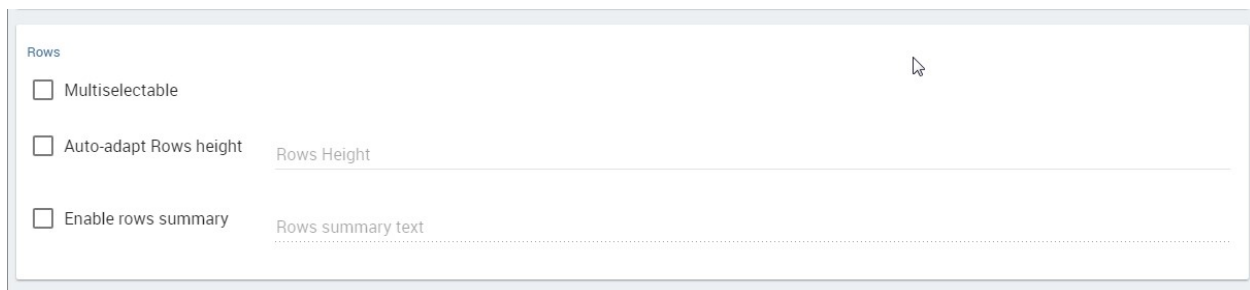 Rows
Multiselectable
Auto-adapt Rows height
Rows Height
Enable rows summary
Rows summary text